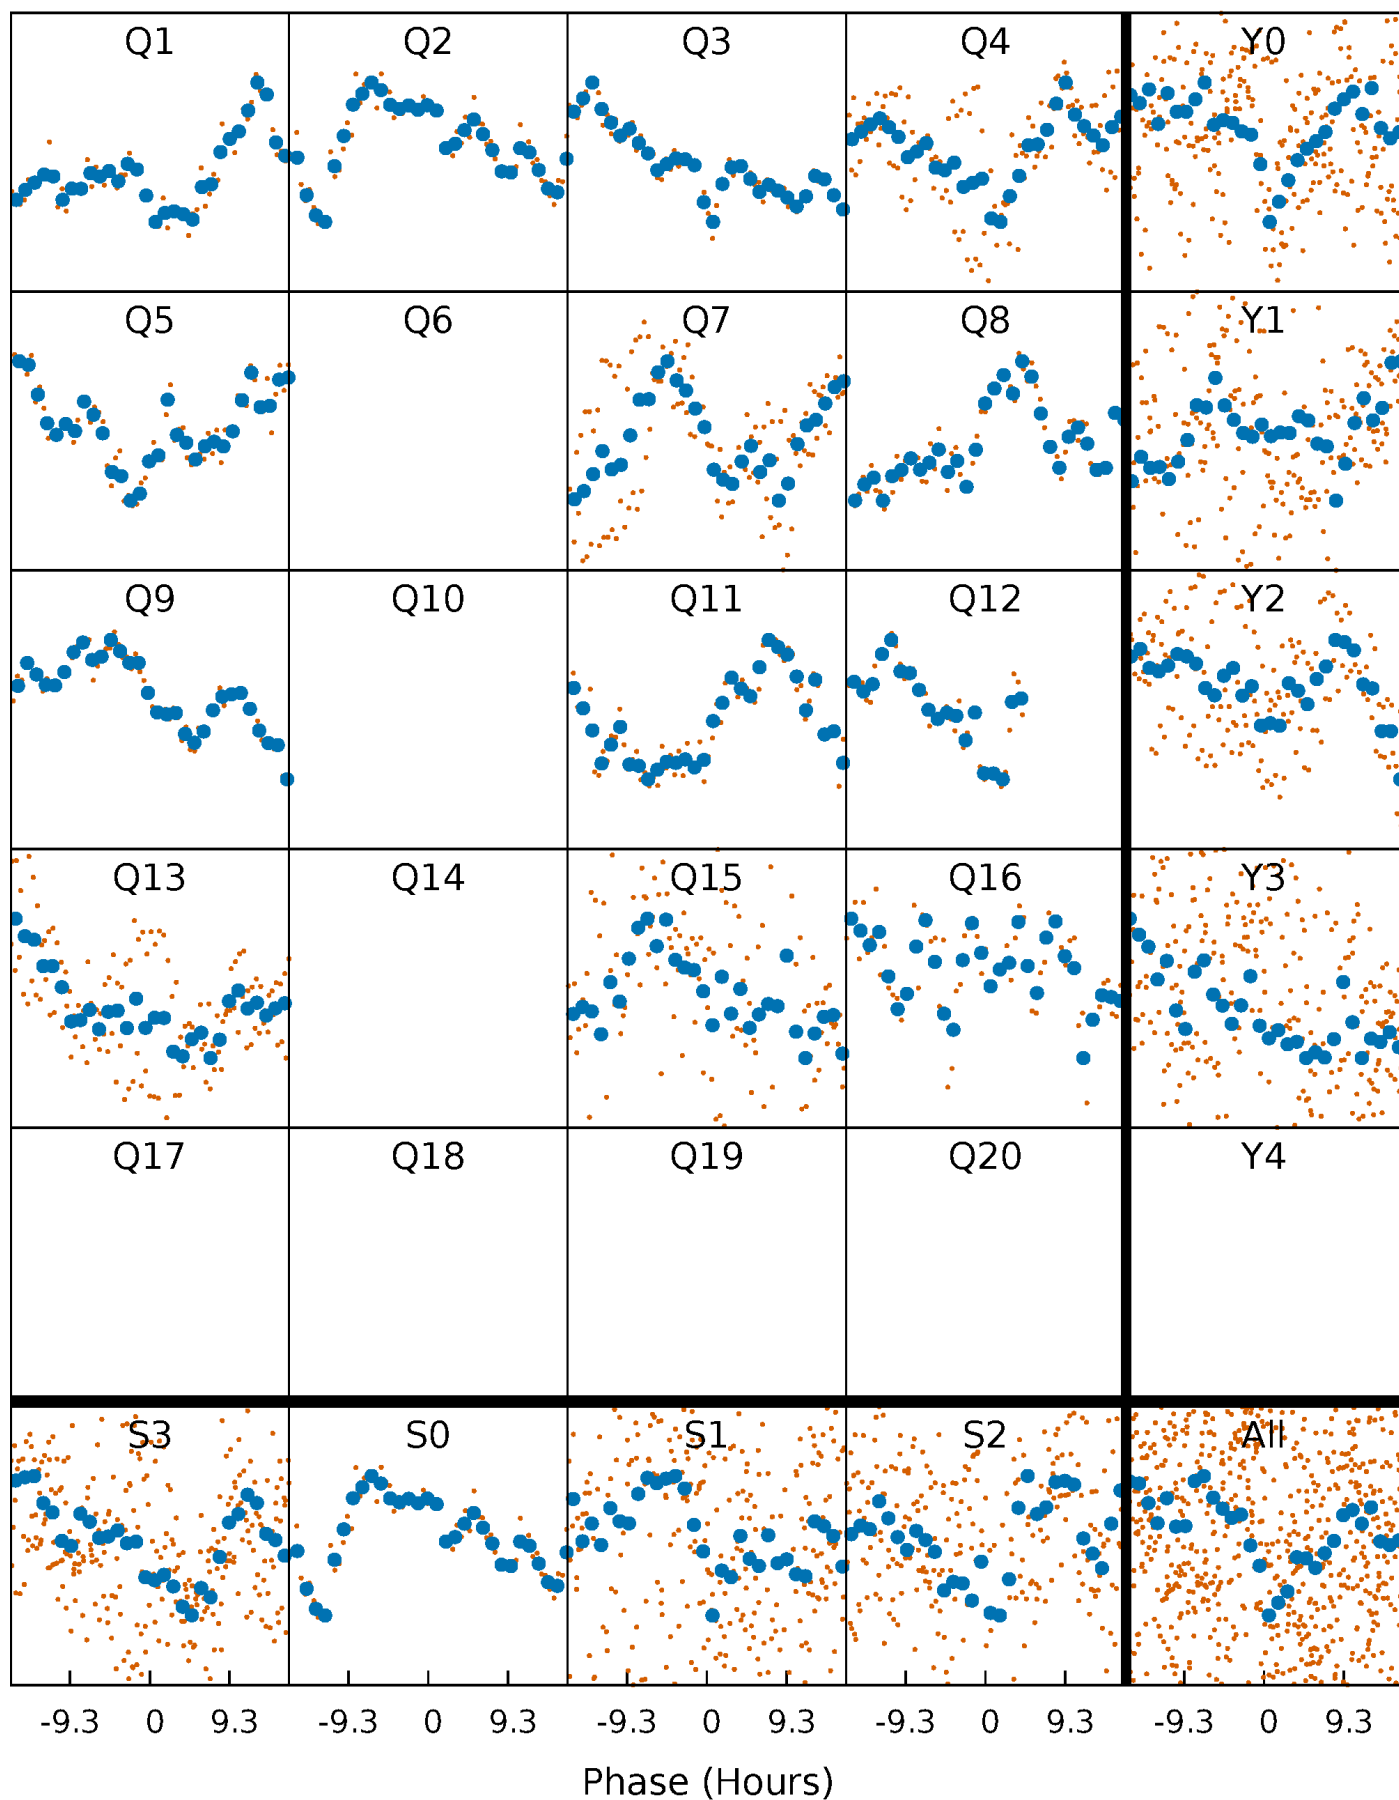 Q1 Q2 Q3 Q4 Y0
Q5 Q6 Q7 Q8 Y1
Q9 Q10 Q11 Q12 Y2
Q13 Q14 Q15 Q16 Y3
Q17 Q18 Q19 Q20 Y4
S3 S0 S1 S2 All
-9.3 0 9.3 -9.3 0 9.3 -9.3 0 9.3 -9.3 0 9.3 -9.3 0 9.3
Phase (Hours)